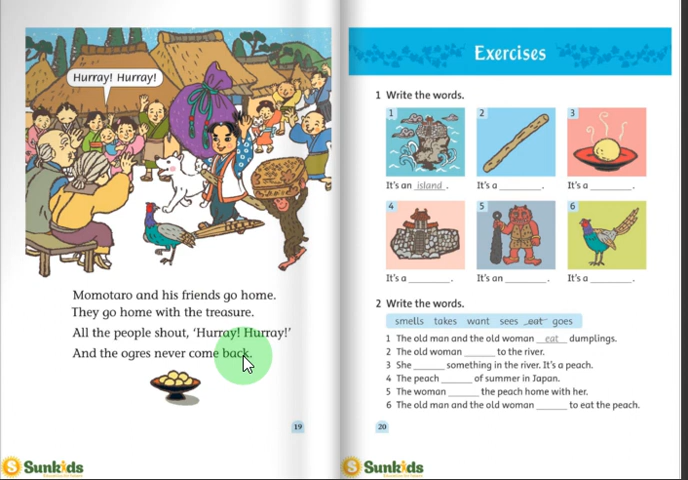 Hurray! Hurray!
Momotaro and his friends go home.
They go home with the treasure.
All the people shout, ‘Hurray! Hurray!’
And the ogres never come back.
19
Sunkids
Exercises
1 Write the words.
1
2
3
It's an island .
It's a ________ .
It's a ________ .
4
5
6
It's a ________ .
It's an ________ .
It's a ________ .
2 Write the words.
smells takes want sees eat goes
1 The old man and the old woman eat dumplings.
2 The old woman ______ to the river.
3 She ______ something in the river. It's a peach.
4 The peach ______ of summer in Japan.
5 The woman ______ the peach home with her.
6 The old man and the old woman ______ to eat the peach.
20
Sunkids